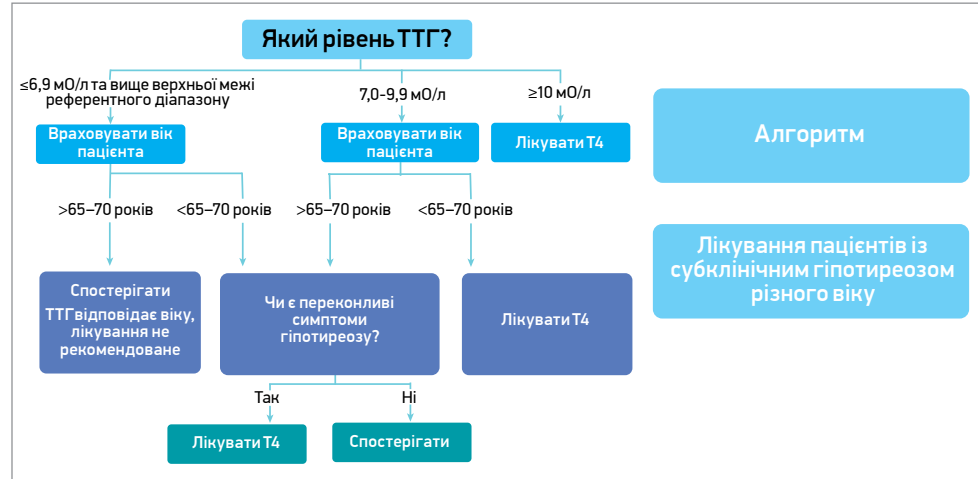 Який рівень ТТГ?
≤6,9 мО/л та вище верхньої межі
референтного діапазону
7,0-9,9 мО/л
≥10 мО/л
Враховувати вік
пацієнта
Враховувати вік
пацієнта
Лікувати Т4
Алгоритм
>65–70 років
<65–70 років
>65–70 років
<65–70 років
Лікування пацієнтів із
субклінічним гіпотиреозом
різного віку
Спостерігати
ТТГ відповідає віку,
лікування не
рекомендоване
Чи є переконливі
симптоми
гіпотиреозу?
Лікувати Т4
Так
Ні
Лікувати Т4
Спостерігати